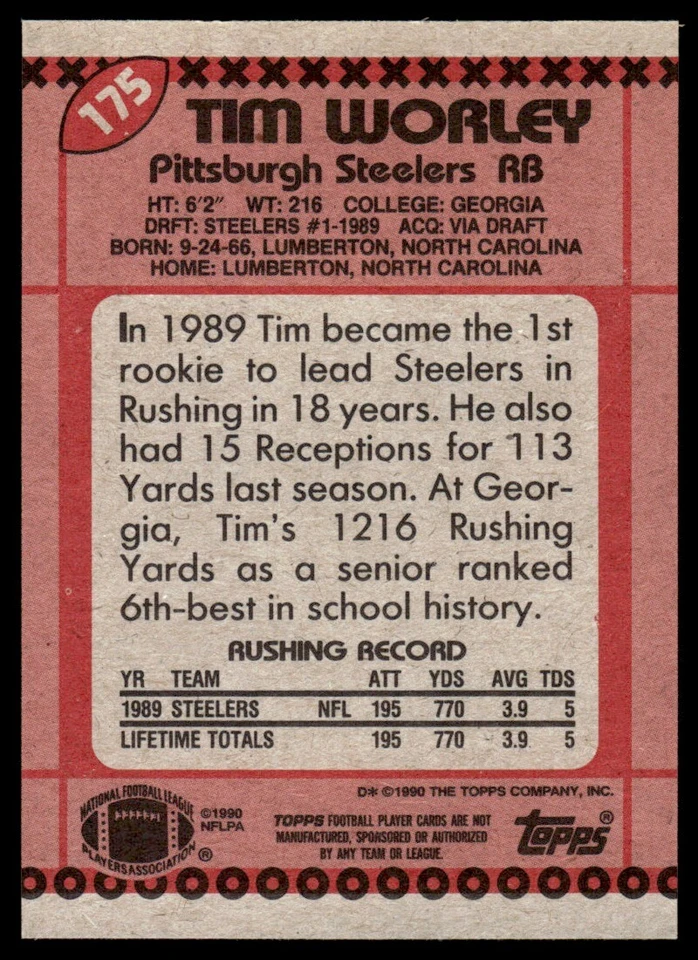 175
TIM WORLEY
Pittsburgh Steelers RB
HT: 6'2" WT: 216 COLLEGE: GEORGIA
DRFT: STEELERS #1-1989 ACQ: VIA DRAFT
BORN: 9-24-66, LUMBERTON, NORTH CAROLINA
HOME: LUMBERTON, NORTH CAROLINA
In 1989 Tim became the 1st
rookie to lead Steelers in
Rushing in 18 years. He also
had 15 Receptions for 113
Yards last season. At Geor-
gia, Tim's 1216 Rushing
Yards as a senior ranked
6th-best in school history.
RUSHING RECORD
YR TEAM ATT YDS AVG TDS
1989 STEELERS NFL 195 770 3.9 5
LIFETIME TOTALS 195 770 3.9 5
D* ©1990 THE TOPPS COMPANY, INC.
NATIONAL FOOTBALL LEAGUE
PLAYERS ASSOCIATION ®
©1990
NFLPA
TOPPS FOOTBALL PLAYER CARDS ARE NOT
MANUFACTURED, SPONSORED OR AUTHORIZED
BY ANY TEAM OR LEAGUE.
Topps ®